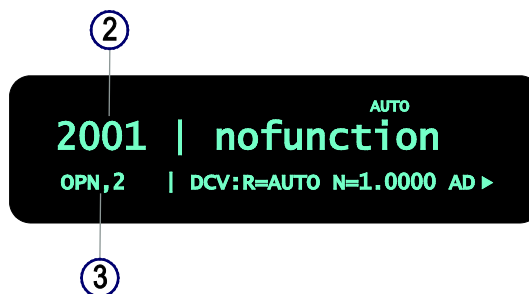 2
AUTO
2001 | nofunction
OPN,2 | DCV:R=AUTO N=1.0000 AD▶
3